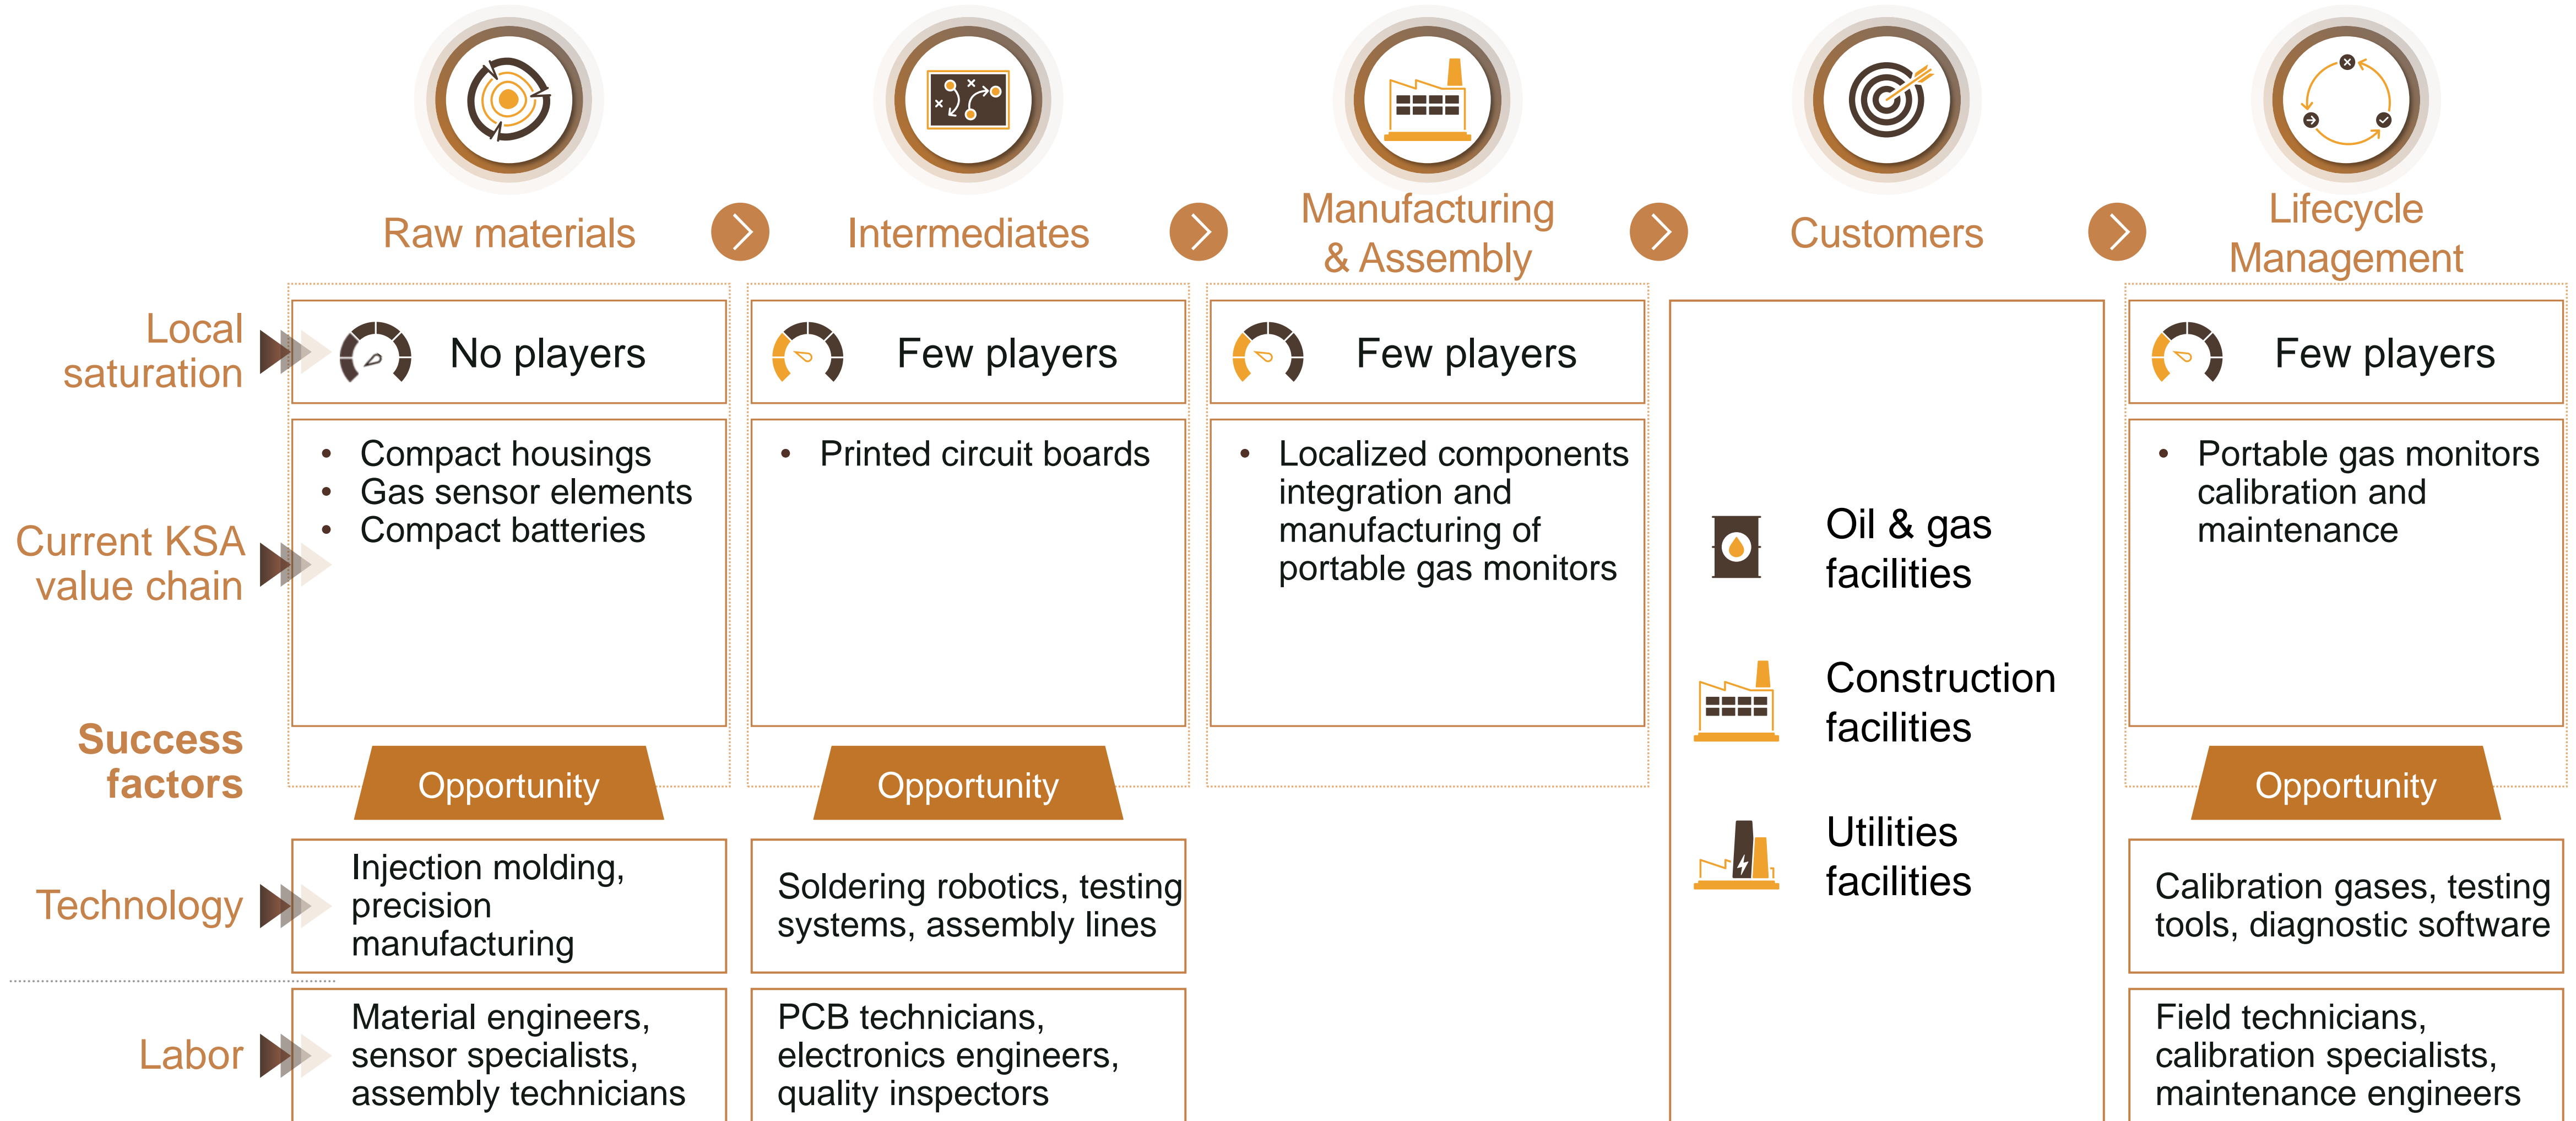 Raw materials
Intermediates
Manufacturing
& Assembly
Customers
Lifecycle
Management
Local
saturation
No players
Few players
Few players
Few players
Current KSA
value chain
• Compact housings
• Gas sensor elements
• Compact batteries
• Printed circuit boards
• Localized components
integration and
manufacturing of
portable gas monitors
Oil & gas
facilities
Construction
facilities
Utilities
facilities
• Portable gas monitors
calibration and
maintenance
Success
factors
Opportunity
Opportunity
Opportunity
Technology
Injection molding,
precision
manufacturing
Soldering robotics, testing
systems, assembly lines
Calibration gases, testing
tools, diagnostic software
Labor
Material engineers,
sensor specialists,
assembly technicians
PCB technicians,
electronics engineers,
quality inspectors
Field technicians,
calibration specialists,
maintenance engineers